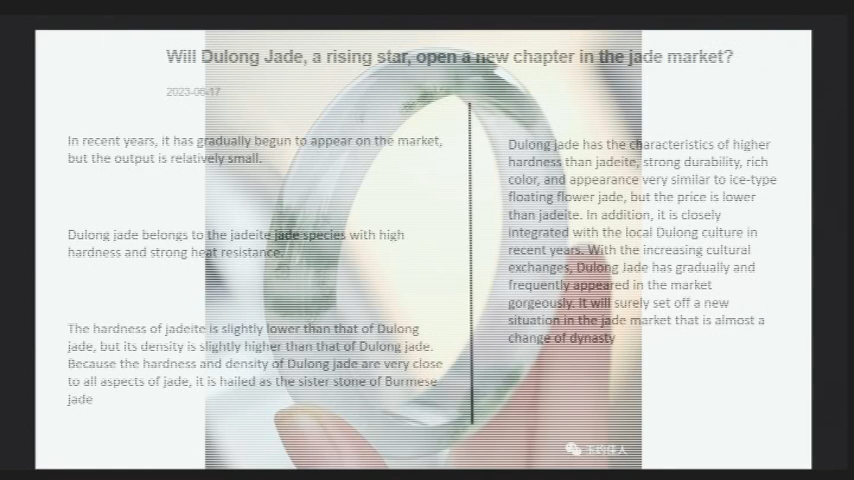 Will Dulong Jade, a rising star, open a new chapter in the jade market?
2023-06-17
In recent years, it has gradually begun to appear on the market,
but the output is relatively small.
Dulong jade belongs to the jadeite jade species with high
hardness and strong heat resistance.
The hardness of jadeite is slightly lower than that of Dulong
jade, but its density is slightly higher than that of Dulong jade.
Because the hardness and density of Dulong jade are very close
to all aspects of jade, it is hailed as the sister stone of Burmese
jade
Dulong jade has the characteristics of higher
hardness than jadeite, strong durability, rich
color, and appearance very similar to ice-type
floating flower jade, but the price is lower
than jadeite. In addition, it is closely
integrated with the local Dulong culture in
recent years. With the increasing cultural
exchanges, Dulong Jade has gradually and
frequently appeared in the market
gorgeously. It will surely set off a new
situation in the jade market that is almost a
change of dynasty